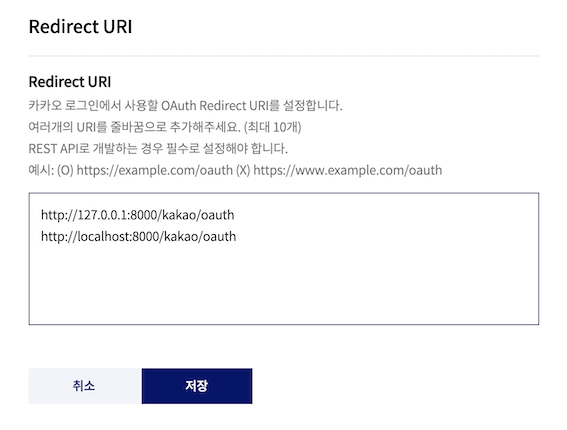 Redirect URI
Redirect URI
카카오 로그인에서 사용할 OAuth Redirect URI를 설정합니다.
여러개의 URI를 줄바꿈으로 추가해주세요. (최대 10개)
REST API로 개발하는 경우 필수로 설정해야 합니다.
예시: (O) https://example.com/oauth (X) https://www.example.com/oauth
http://127.0.0.1:8000/kakao/oauth
http://localhost:8000/kakao/oauth
취소 저장